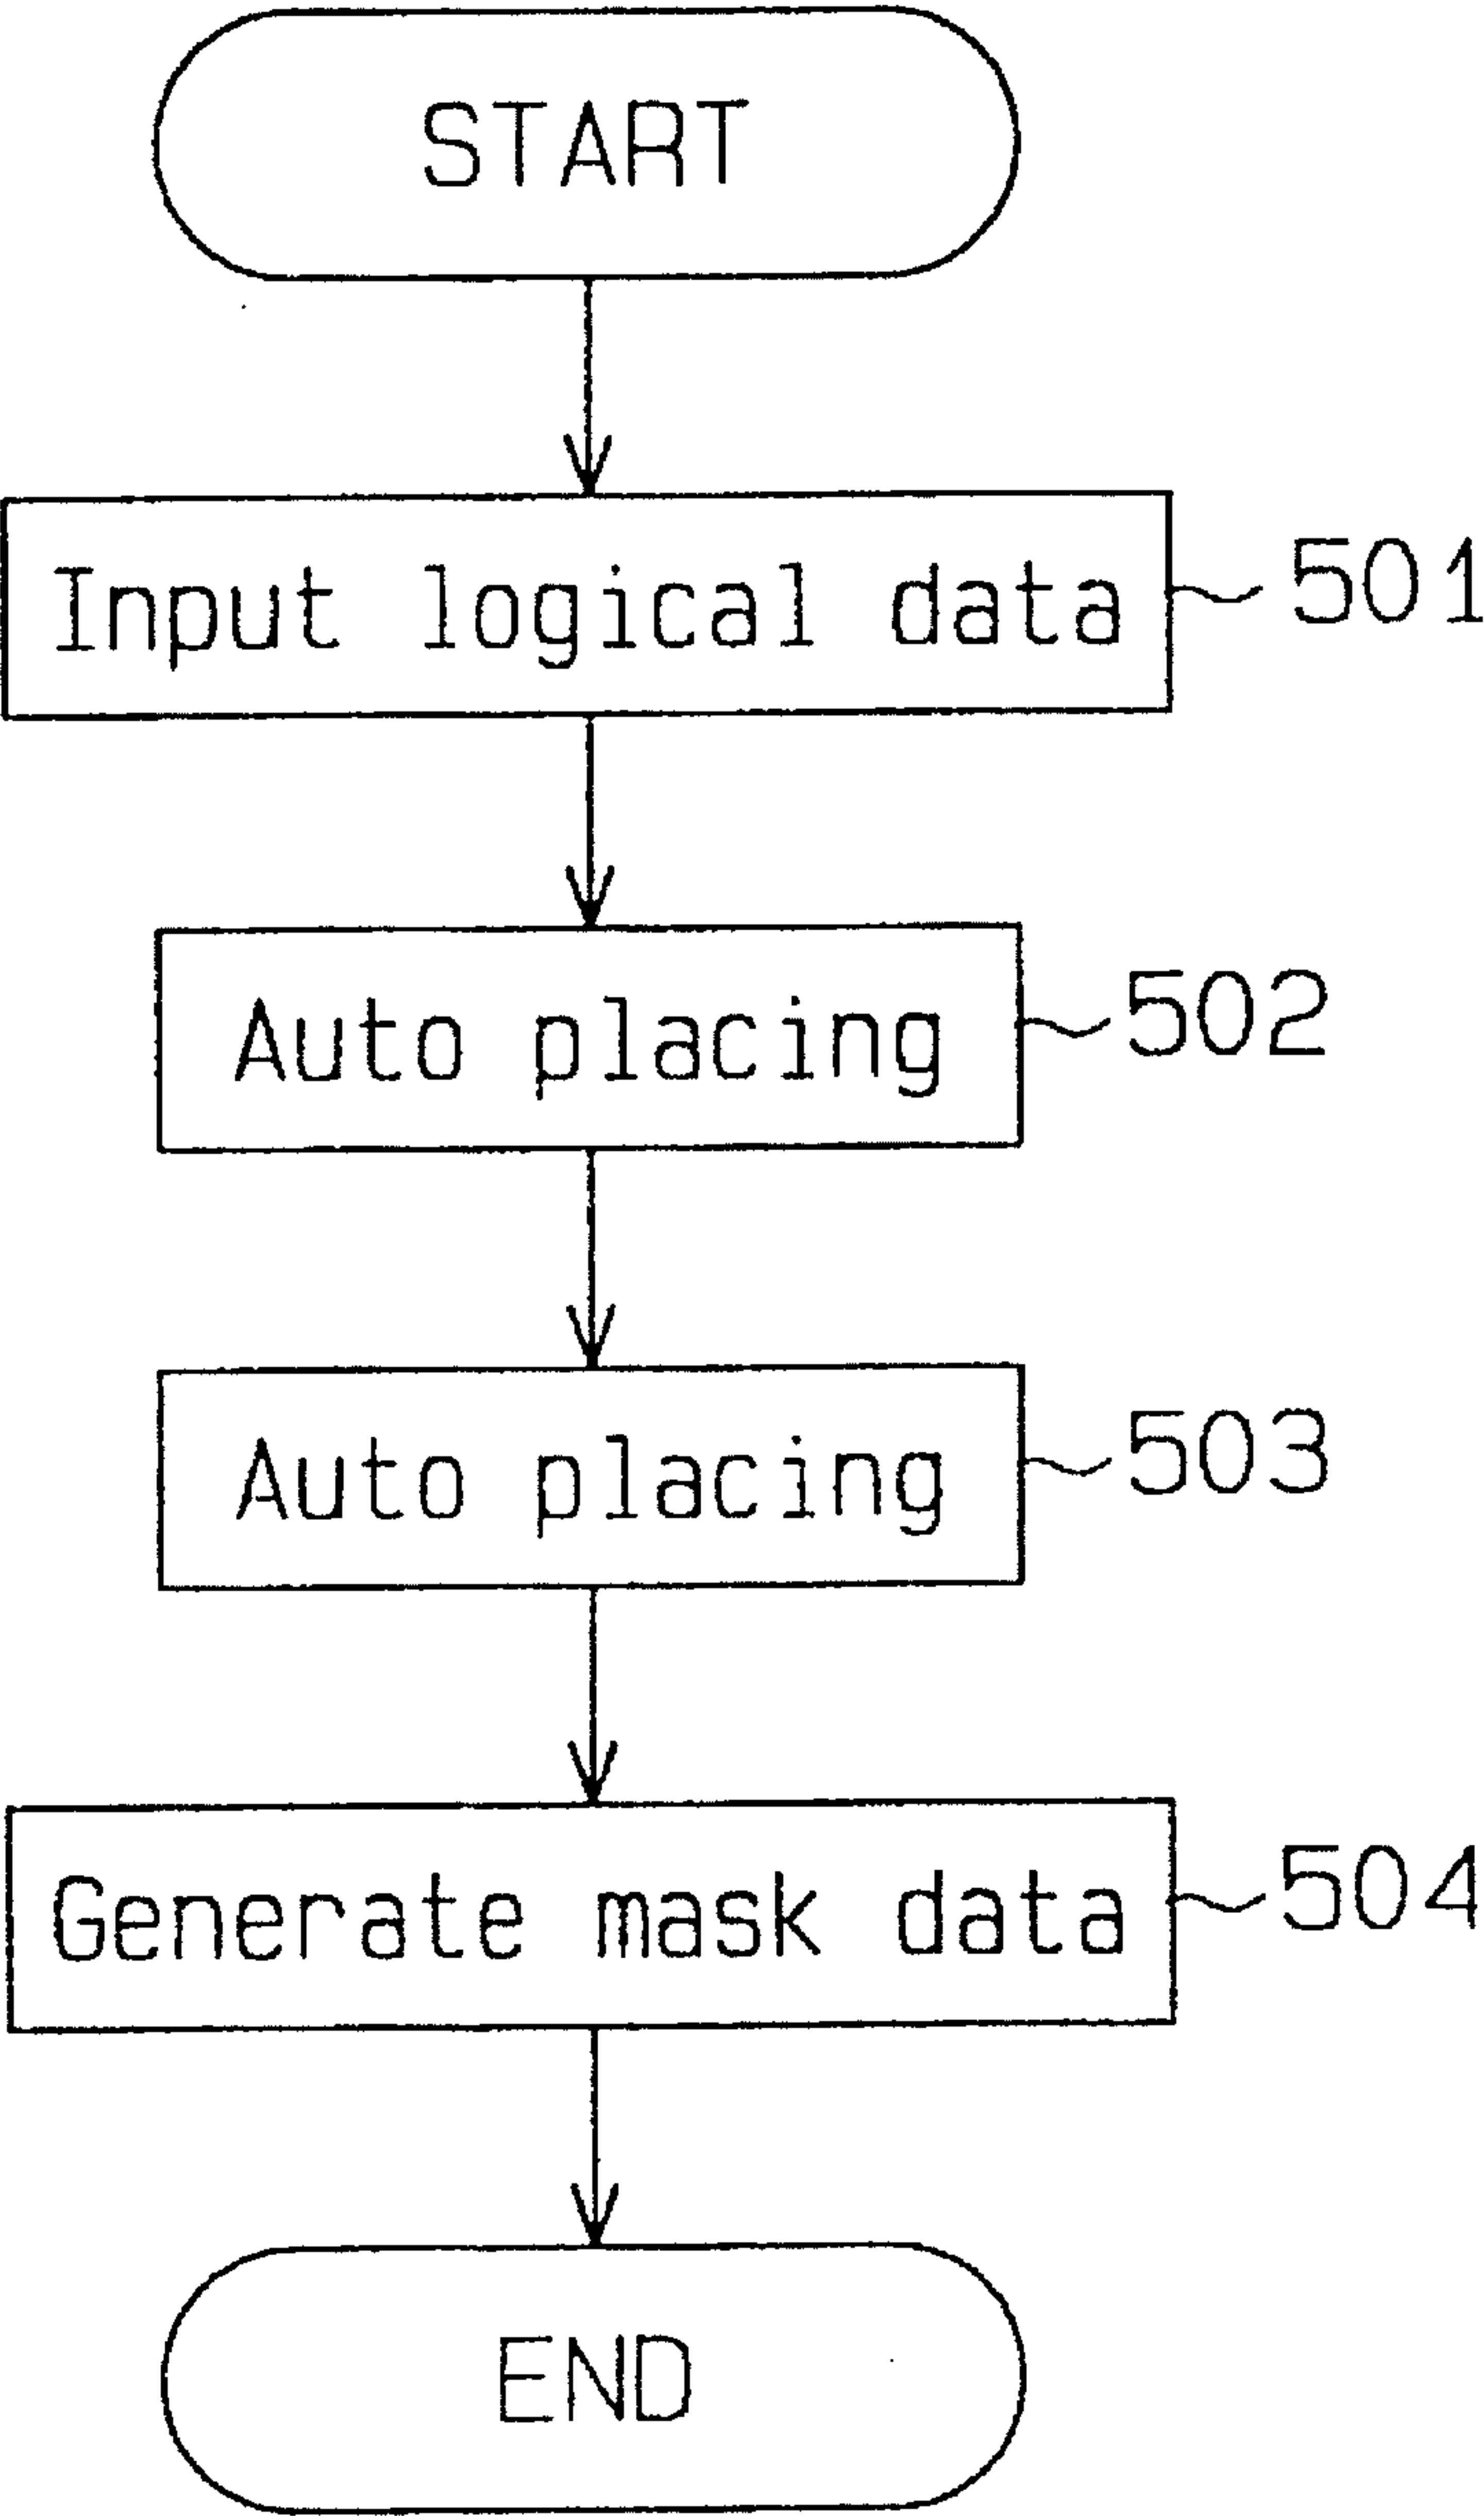 START
Input logical data 501
Auto placing 502
Auto placing 503
Generate mask data 504
END